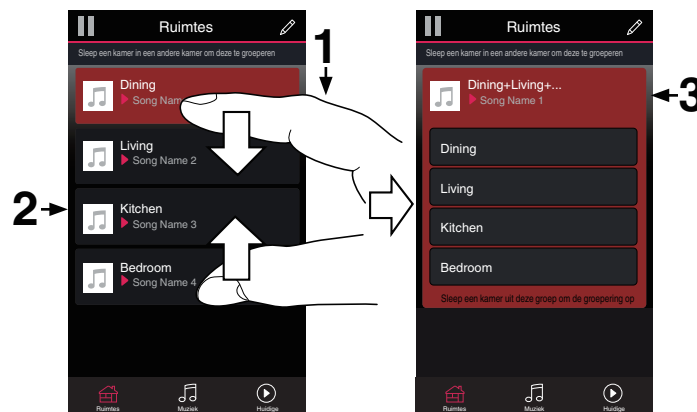 Ruimtes
Sleep een kamer in een andere kamer om deze te groeperen
1
Dining
Song Na
Living
Song Name 2
2
Kitchen
Song Name 3
Bedroom
Song Name 4
Ruimtes
Muziek
Huidige
Ruimtes
Sleep een kamer in een andere kamer om deze te groeperen
Dining+Living+...
Song Name 1
3
Dining
Living
Kitchen
Bedroom
Sleep een kamer uit deze groep om de groepering op
Ruimtes
Muziek
Huidige